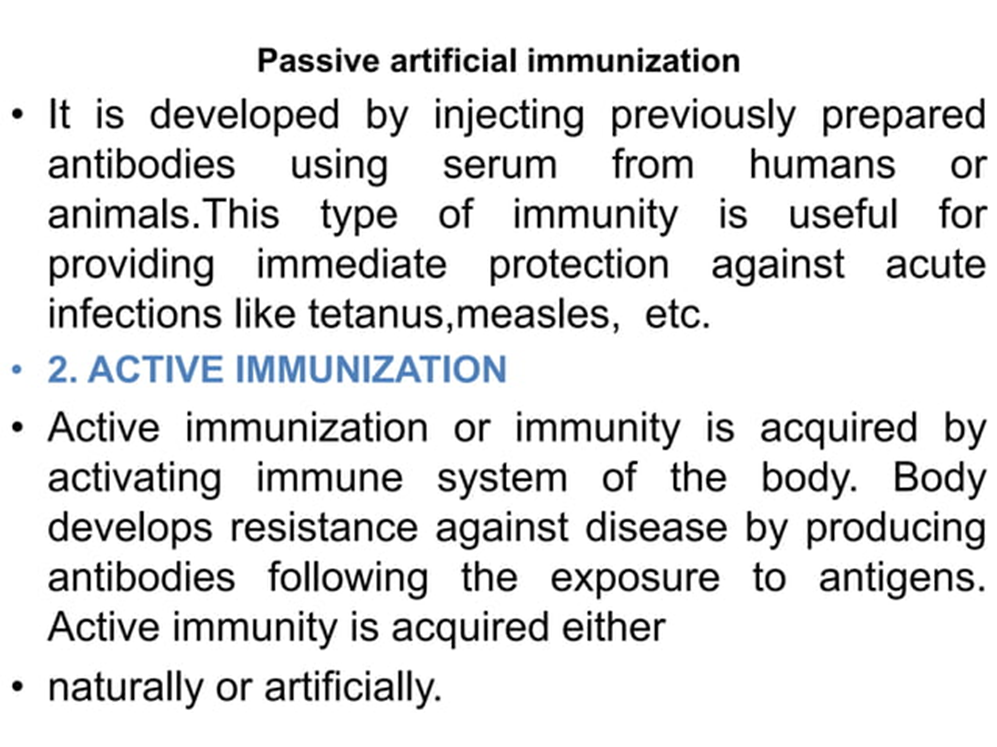 Passive artificial immunization
• It is developed by injecting previously prepared
antibodies using serum from humans or
animals.This type of immunity is useful for
providing immediate protection against acute
infections like tetanus,measles,  etc.
• 2. ACTIVE IMMUNIZATION
• Active immunization or immunity is acquired by
activating immune system of the body. Body
develops resistance against disease by producing
antibodies following the exposure to antigens.
Active immunity is acquired either
• naturally or artificially.